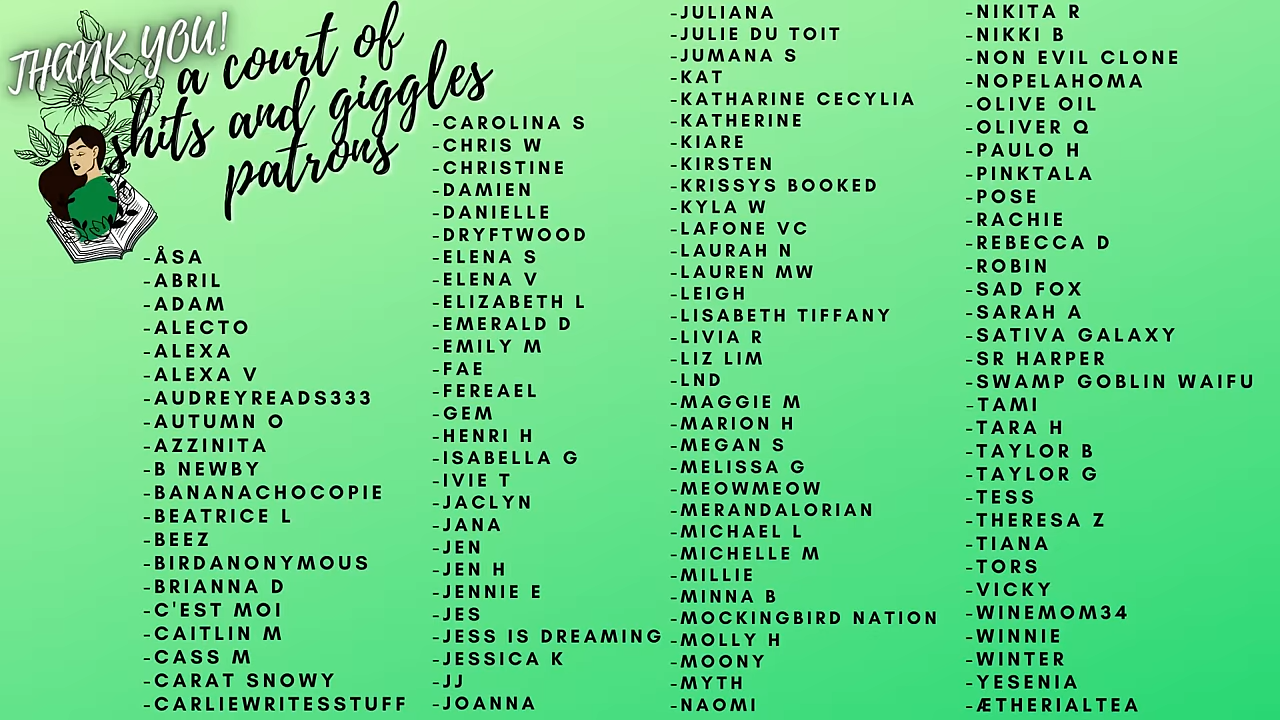 THANK YOU!
a court of
shits and giggles
patrons
-ÅSA
-ABRIL
-ADAM
-ALECTO
-ALEXA
-ALEXA V
-AUDREYREADS333
-AUTUMN O
-AZZINITA
-B NEWBY
-BANANACHOCOPIE
-BEATRICE L
-BEEZ
-BIRDANONYMOUS
-BRIANNA D
-C'EST MOI
-CAITLIN M
-CASS M
-CARAT SNOWY
-CARLIEWRITESSTUFF
-CAROLINA S
-CHRIS W
-CHRISTINE
-DAMIEN
-DANIELLE
-DRYFTWOOD
-ELENA S
-ELENA V
-ELIZABETH L
-EMERALD D
-EMILY M
-FAE
-FEREAEL
-GEM
-HENRI H
-ISABELLA G
-IVIE T
-JACLYN
-JANA
-JEN
-JEN H
-JENNIE E
-JES
-JESS IS DREAMING
-JESSICA K
-JJ
-JOANNA
-JULIANA
-JULIE DU TOIT
-JUMANA S
-KAT
-KATHARINE CECYLIA
-KATHERINE
-KIARE
-KIRSTEN
-KRISSYS BOOKED
-KYLA W
-LAFONE VC
-LAURAH N
-LAUREN MW
-LEIGH
-LISABETH TIFFANY
-LIVIA R
-LIZ LIM
-LND
-MAGGIE M
-MARION H
-MEGAN S
-MELISSA G
-MEOWMEOW
-MERANDALORIAN
-MICHAEL L
-MICHELLE M
-MILLIE
-MINNA B
-MOCKINGBIRD NATION
-MOLLY H
-MOONY
-MYTH
-NAOMI
-NIKITA R
-NIKKI B
-NON EVIL CLONE
-NOPELAHOMA
-OLIVE OIL
-OLIVER Q
-PAULO H
-PINKTALA
-POSE
-RACHIE
-REBECCA D
-ROBIN
-SAD FOX
-SARAH A
-SATIVA GALAXY
-SR HARPER
-SWAMP GOBLIN WAIFU
-TAMI
-TARA H
-TAYLOR B
-TAYLOR G
-TESS
-THERESA Z
-TIANA
-TORS
-VICKY
-WINEMOM34
-WINNIE
-WINTER
-YESENIA
-ÆTHERIALTEA